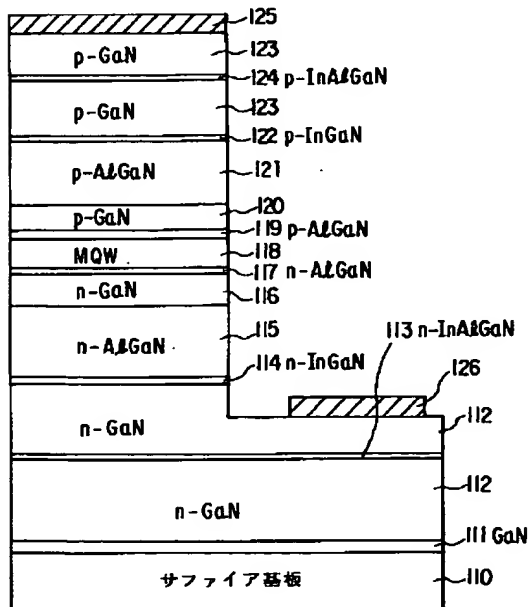 125
p-GaN 123
124 p-InAlGaN
p-GaN 123
122 p-InGaN
p-AlGaN 121
p-GaN 120
119 p-AlGaN
MQW 118
117 n-AlGaN
n-GaN 116
n-AlGaN 115
113 n-InAlGaN
114 n-InGaN
126
n-GaN 112
n-GaN 112
111 GaN
サファイア基板 110